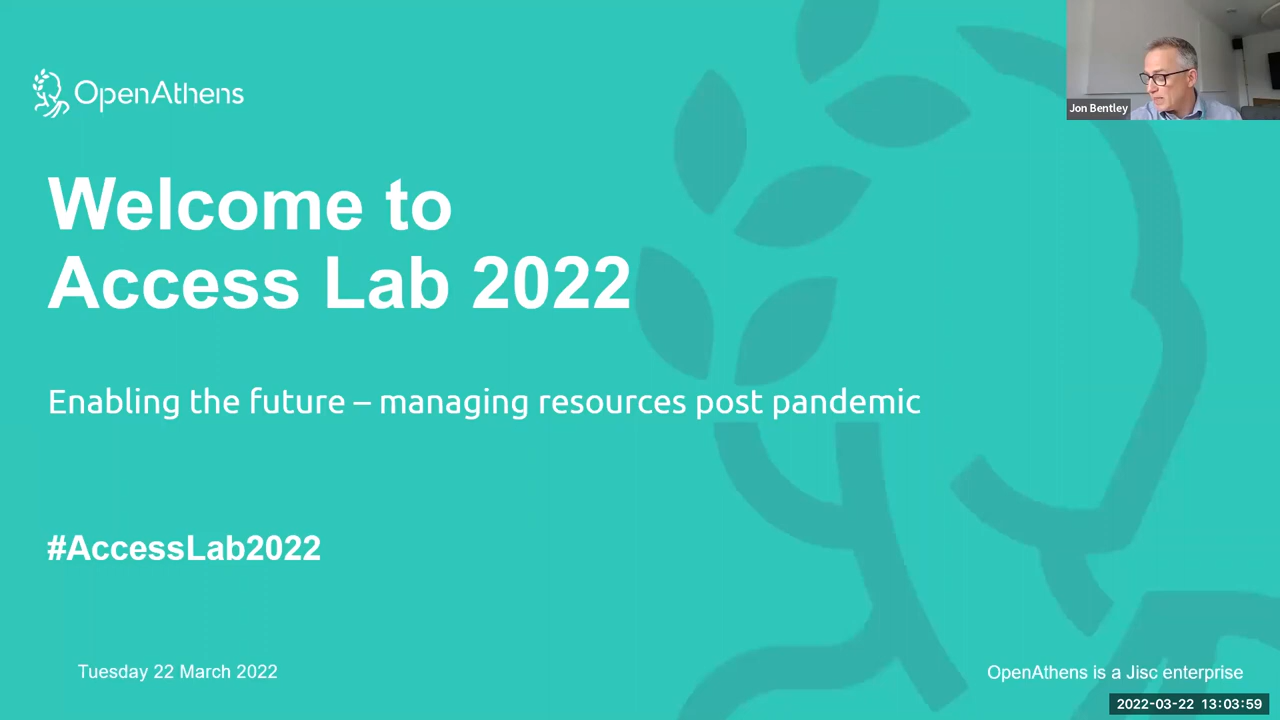 OpenAthens
Jon Bentley
Welcome to
Access Lab 2022
Enabling the future – managing resources post pandemic
#AccessLab2022
Tuesday 22 March 2022
OpenAthens is a Jisc enterprise
2022-03-22 13:03:59